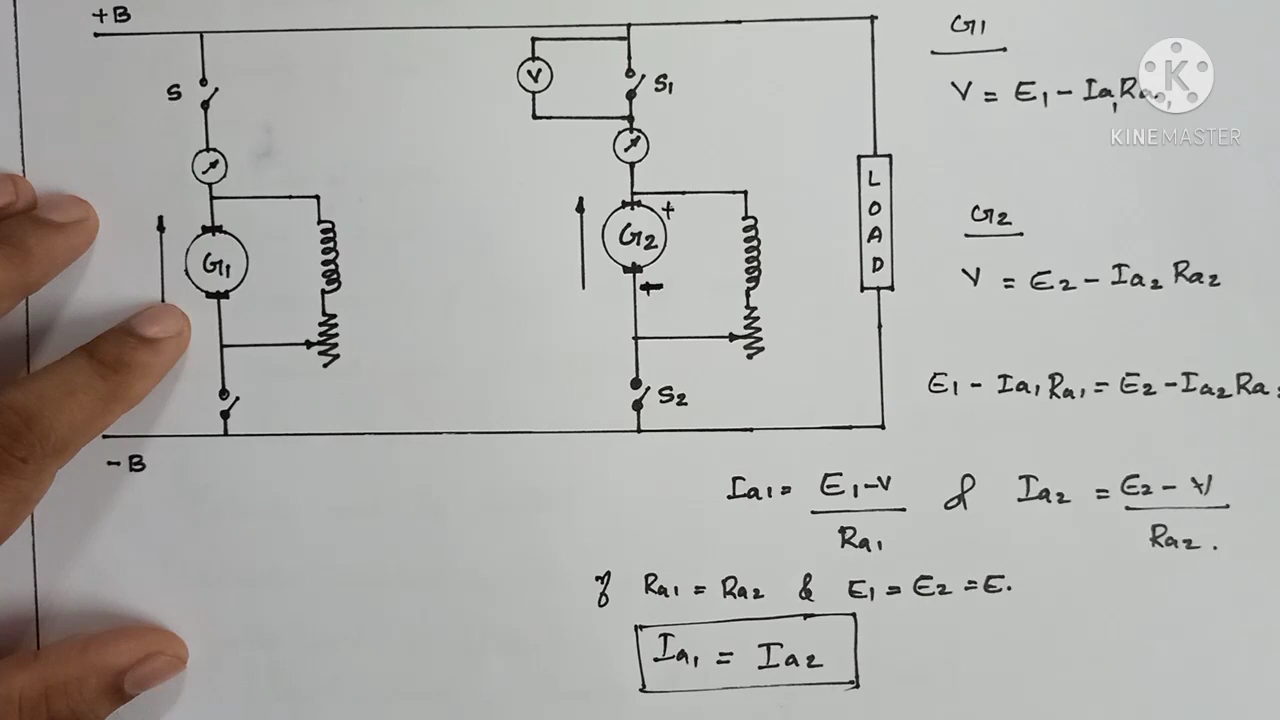 +B
S
V
S1
G1
G2
+
S2
-B
LOAD
G1
V = E1 - Ia1Ra1
KINEMASTER
G2
V = E2 - Ia2 Ra2
E1 - Ia1 Ra1 = E2 - Ia2 Ra2
Ia1 = E1-V / Ra1 & Ia2 = E2 - V / Ra2.
if Ra1 = Ra2 & E1 = E2 = E.
Ia1 = Ia2